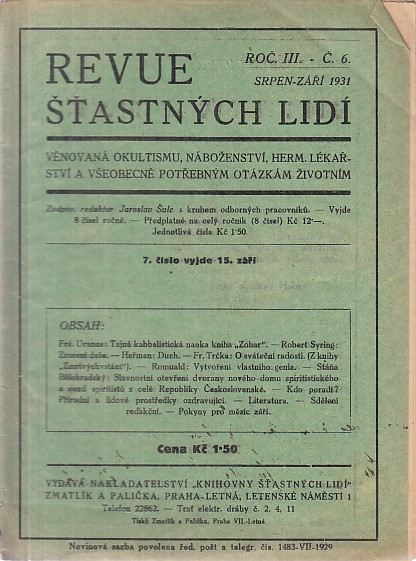 REVUE
ROČ. III. - Č. 6.
SRPEN-ZÁŘÍ 1931
ŠŤASTNÝCH LIDÍ
VĚNOVANÁ OKULTISMU, NÁBOŽENSTVÍ, HERM. LÉKAŘ-
STVÍ A VŠEOBECNĚ POTŘEBNÝM OTÁZKÁM ŽIVOTNÍM
Zodpov. redaktor Jaroslav Šulc s kruhem odborných pracovníků. — Vyjde
8 čísel ročně. — Předplatné na celý ročník (8 čísel) Kč 12·—.
Jednotlivá čísla Kč 1·50.
7. číslo vyjde 15. září
OBSAH:
Frá. Uranus: Tajná kabbalistická nauka kniha „Zohar". — Robert Syring:
Zrození duše. — Heřman: Duch. — Fr. Trčka: O sváteční radosti. (Z knihy
„Zmrtvýchvstání"). — Romuald: Vytvoření vlastního genia. — Stáňa
Bělohradský: Slavnostní otevření dvorany nového domu spiritistického
a sjezd spiritistů z celé Republiky Československé. — Kdo poradí?
Přírodní a lidové prostředky ozdravující. — Literatura. — Sdělení
redakční. — Pokyny pro měsíc září.
Cena Kč 1·50
VYDÁVÁ NAKLADATELSTVÍ „KNIHOVNY ŠŤASTNÝCH LIDÍ"
ZMATLÍK A PALIČKA, PRAHA-LETNÁ, LETENSKÉ NÁMĚSTÍ 1
Telefon 22862. — Trať elektr. dráhy č. 2, 4, 11
Tiskli Zmatlík a Palička, Praha VII.-Letná
Novinová sazba povolena řed. pošt a telegr. čís. 1483-VII-1929